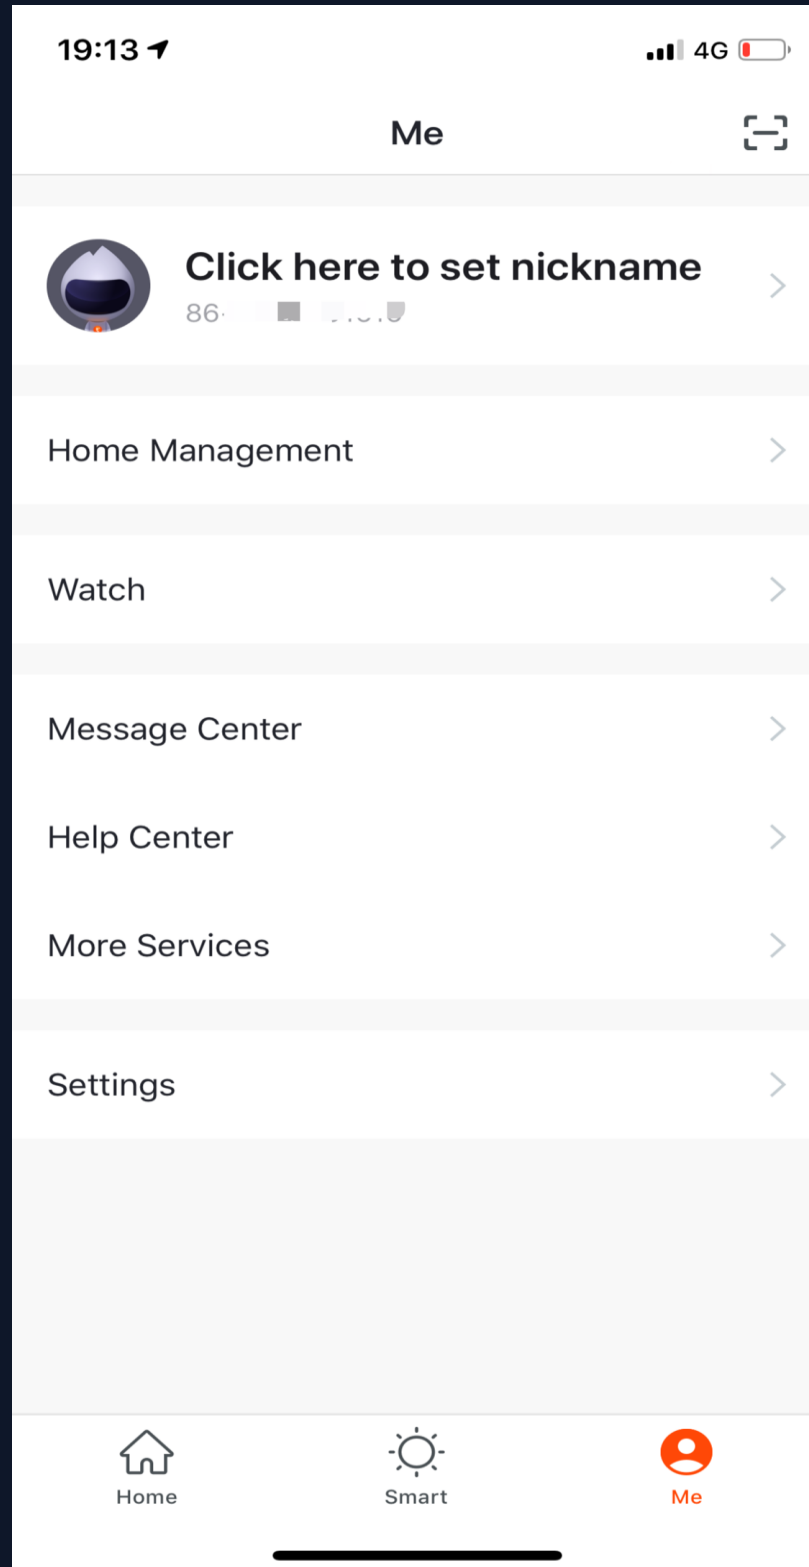 19:13 4G
Me
Click here to set nickname
86-
Home Management
Watch
Message Center
Help Center
More Services
Settings
Home Smart Me